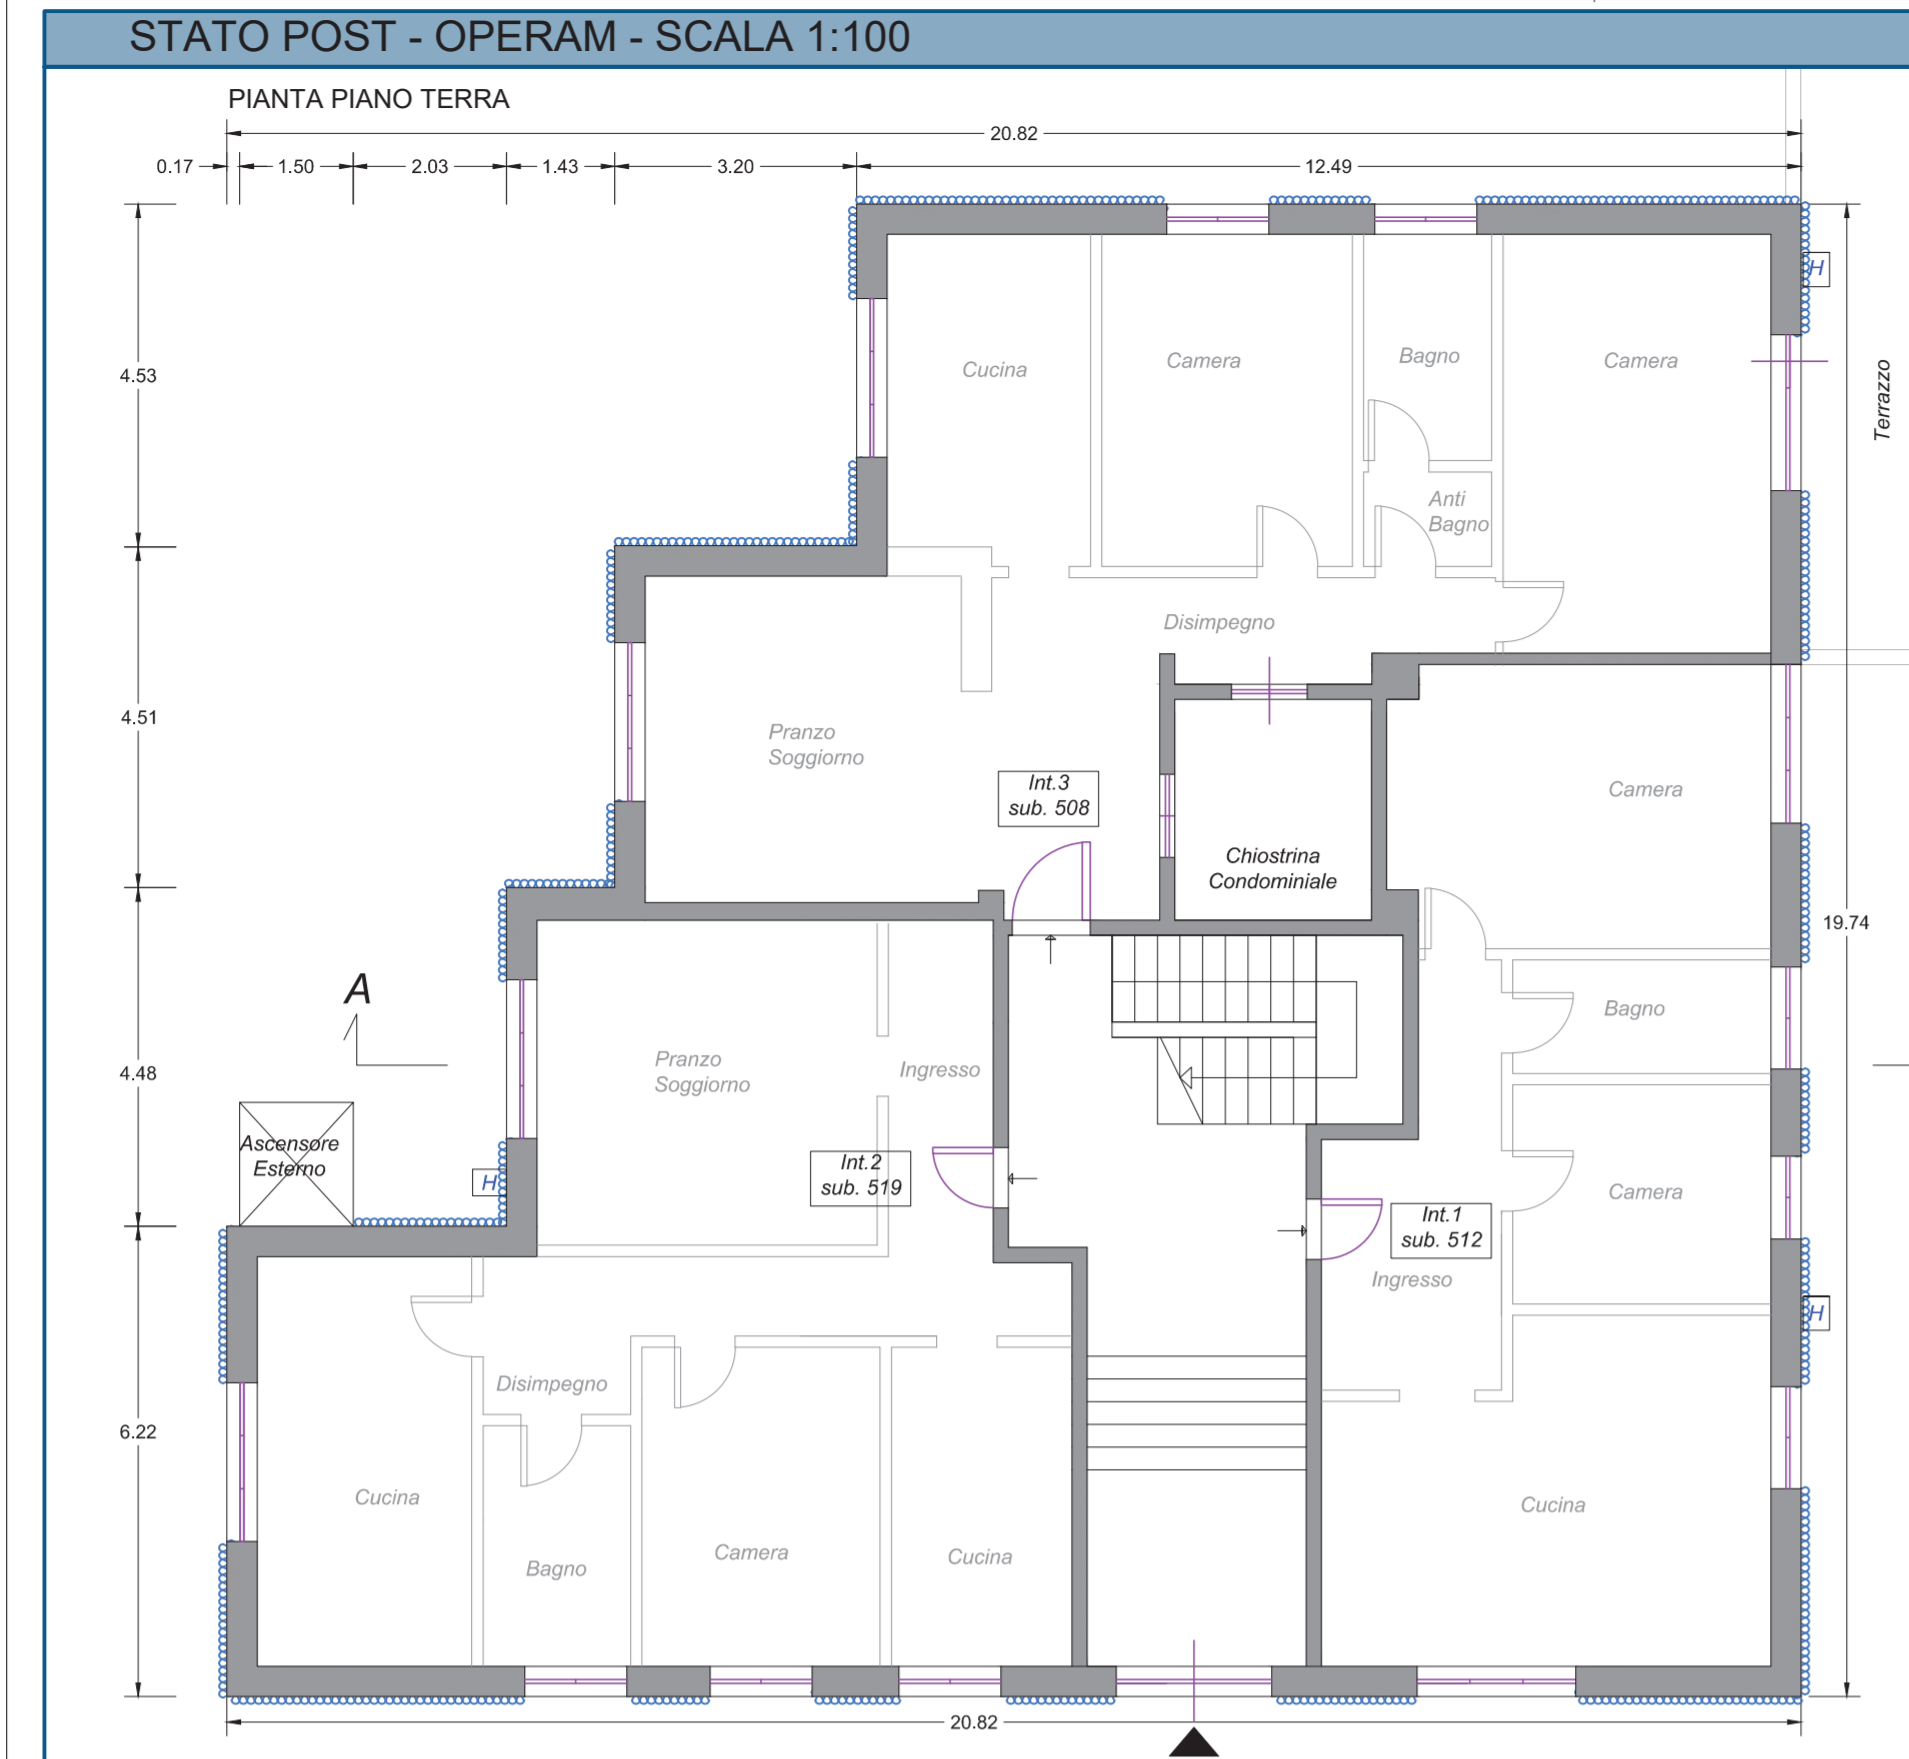 STATO POST - OPERAM - SCALA 1:100
PIANTA PIANO TERRA
20.82
0.17
1.50
2.03
1.43
3.20
12.49
H
4.53
Cucina
Camera
Bagno
Camera
Terrazzo
Anti
Bagno
Disimpegno
4.51
Pranzo
Soggiorno
Int.3
sub. 508
Camera
Chiostrina
Condominiale
19.74
A
Bagno
4.48
Pranzo
Soggiorno
Ingresso
Ascensore
Esterno
H
Int.2
sub. 519
Camera
Int.1
sub. 512
Ingresso
H
Disimpegno
6.22
Cucina
Cucina
Bagno
Camera
Cucina
20.82